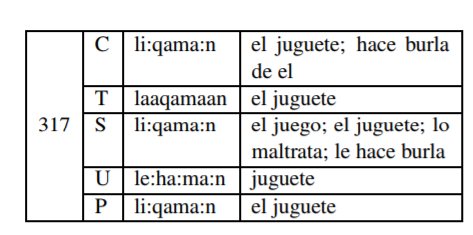 C li:qama:n el juguete; hace burla
de el
T laaqamaan el juguete
317 S li:qama:n el juego; el juguete; lo
maltrata; le hace burla
U le:ha:ma:n juguete
P li:qama:n el juguete